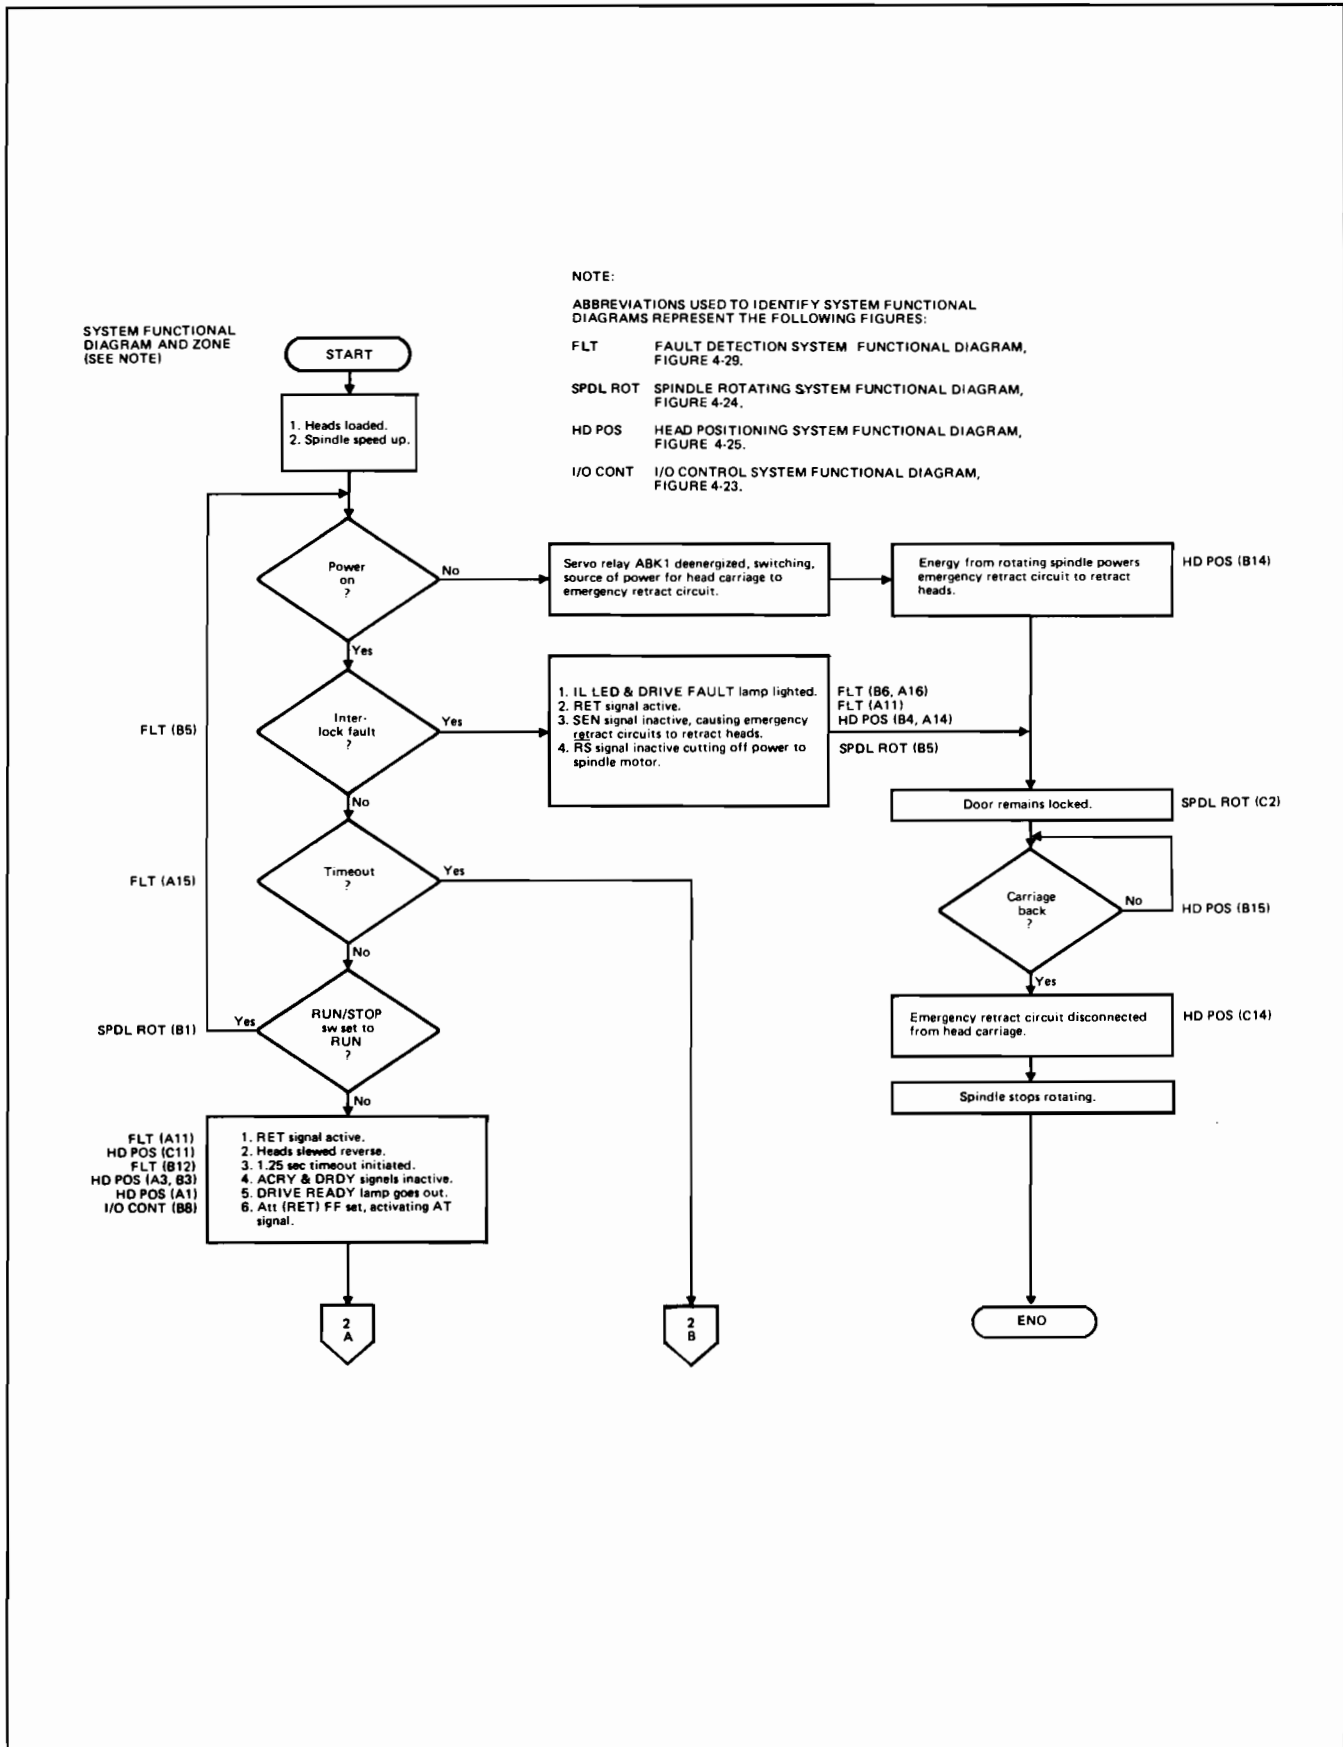 NOTE:
ABBREVIATIONS USED TO IDENTIFY SYSTEM FUNCTIONAL
DIAGRAMS REPRESENT THE FOLLOWING FIGURES:
FLT FAULT DETECTION SYSTEM FUNCTIONAL DIAGRAM,
FIGURE 4-29.
SPDL ROT SPINDLE ROTATING SYSTEM FUNCTIONAL DIAGRAM,
FIGURE 4-24.
HD POS HEAD POSITIONING SYSTEM FUNCTIONAL DIAGRAM,
FIGURE 4-25.
I/O CONT I/O CONTROL SYSTEM FUNCTIONAL DIAGRAM,
FIGURE 4-23.
SYSTEM FUNCTIONAL
DIAGRAM AND ZONE
(SEE NOTE)
START
1. Heads loaded.
2. Spindle speed up.
Power
on
?
No
Yes
Servo relay ABK1 deenergized, switching,
source of power for head carriage to
emergency retract circuit.
Energy from rotating spindle powers
emergency retract circuit to retract
heads.
HD POS (B14)
FLT (B5)
Inter-
lock fault
?
Yes
No
1. IL LED & DRIVE FAULT lamp lighted.
2. RET signal active.
3. SEN signal inactive, causing emergency
retract circuits to retract heads.
4. RS signal inactive cutting off power to
spindle motor.
FLT (B6, A16)
FLT (A11)
HD POS (B4, A14)
SPDL ROT (B5)
Door remains locked.
SPDL ROT (C2)
FLT (A15)
Timeout
?
Yes
No
Carriage
back
?
No
HD POS (B15)
Yes
SPDL ROT (B1)
Yes
RUN/STOP
sw set to
RUN
?
No
Emergency retract circuit disconnected
from head carriage.
HD POS (C14)
Spindle stops rotating.
FLT (A11)
HD POS (C11)
FLT (B12)
HD POS (A3, B3)
HD POS (A1)
I/O CONT (B8)
1. RET signal active.
2. Heads slewed reverse.
3. 1.25 sec timeout initiated.
4. ACRY & DRDY signels inactive.
5. DRIVE READY lamp goes out.
6. Att (RET) FF set, activating AT
signal.
2
A
2
B
ENO